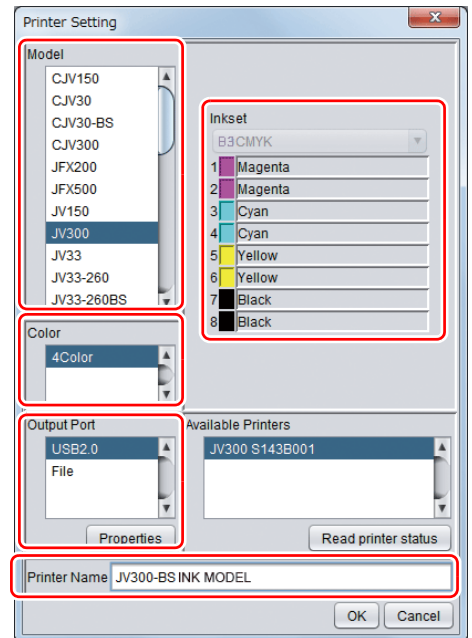 Printer Setting
Model
CJV150
CJV30
CJV30-BS
CJV300
JFX200
JFX500
JV150
JV300
JV33
JV33-260
JV33-260BS
Inkset
B3CMYK
1 Magenta
2 Magenta
3 Cyan
4 Cyan
5 Yellow
6 Yellow
7 Black
8 Black
Color
4Color
Output Port
USB2.0
File
Properties
Available Printers
JV300 S143B001
Read printer status
Printer Name JV300-BS INK MODEL
OK Cancel